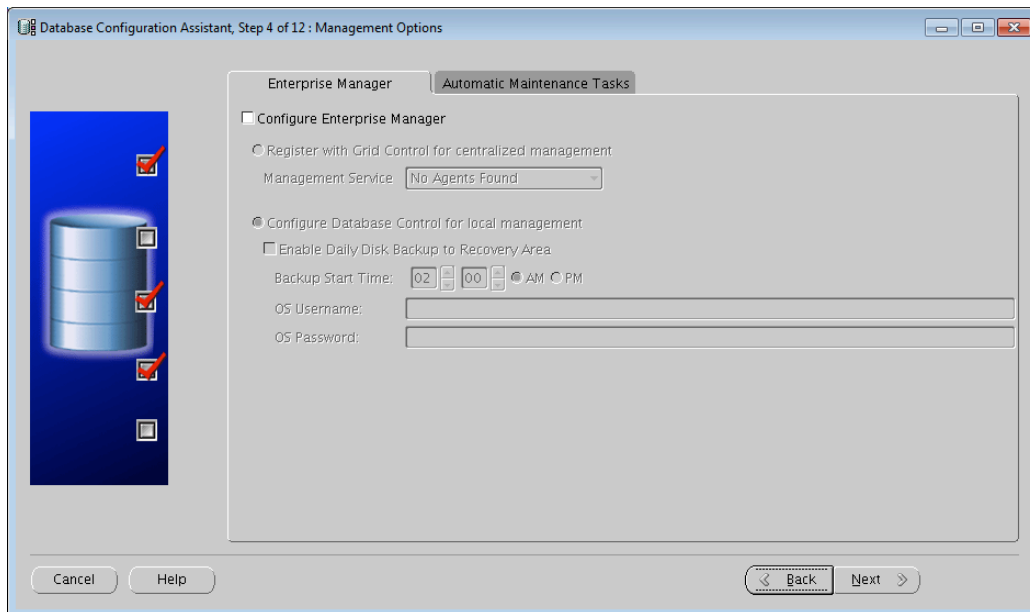 Database Configuration Assistant, Step 4 of 12 : Management Options
Enterprise Manager
Automatic Maintenance Tasks
Configure Enterprise Manager
Register with Grid Control for centralized management
Management Service No Agents Found
Configure Database Control for local management
Enable Daily Disk Backup to Recovery Area
Backup Start Time: 02 00 AM PM
OS Username:
OS Password:
Cancel Help Back Next